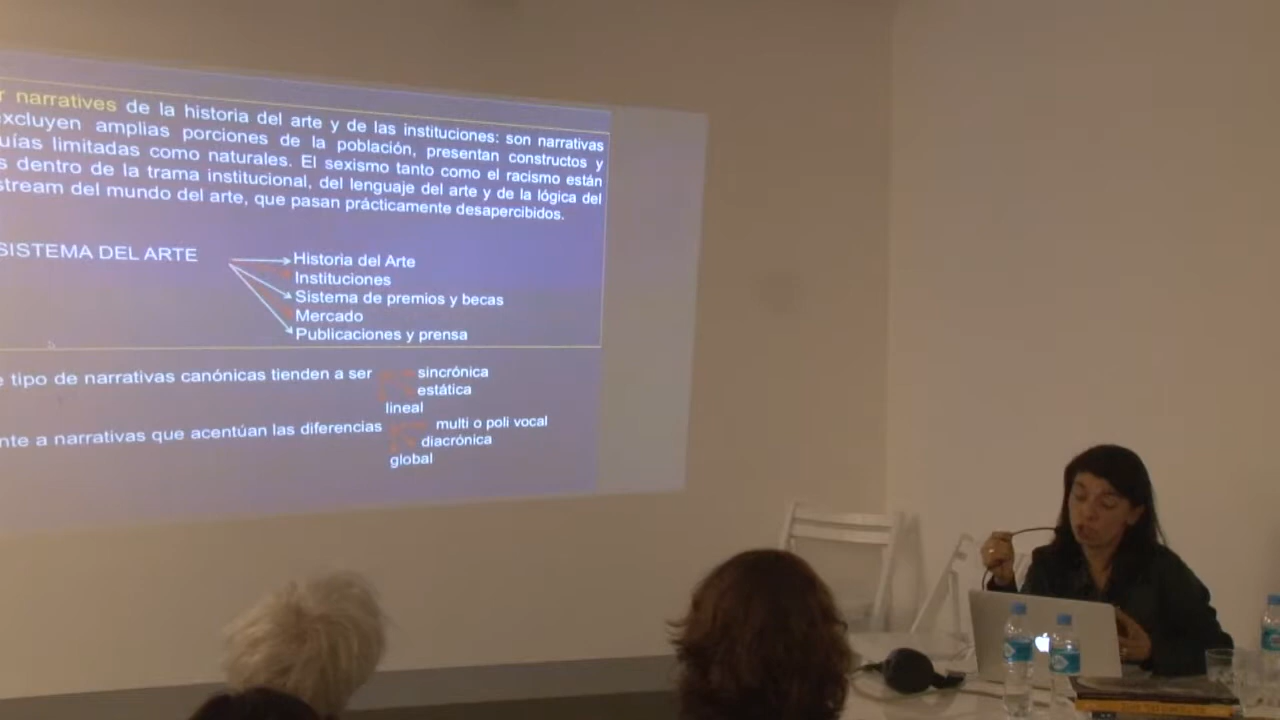 narratives de la historia del arte y de las instituciones: son narrativas
excluyen amplias porciones de la población, presentan constructos y
limitadas como naturales. El sexismo tanto como el racismo están
dentro de la trama institucional, del lenguaje del arte y de la lógica del
stream del mundo del arte, que pasan prácticamente desapercibidos.
SISTEMA DEL ARTE
Historia del Arte
Instituciones
Sistema de premios y becas
Mercado
Publicaciones y prensa
tipo de narrativas canónicas tienden a ser
sincrónica
estática
lineal
a narrativas que acentúan las diferencias
multi o poli vocal
diacrónica
global